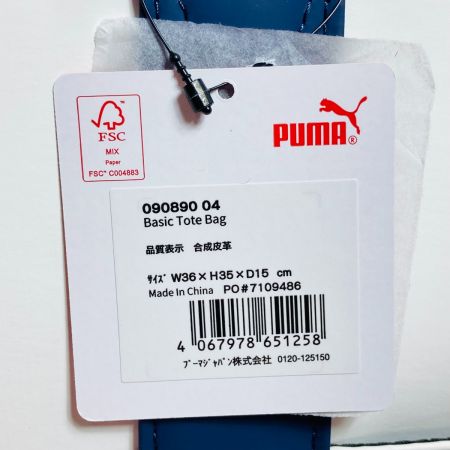 FSC
MIX
Paper
FSC™ C004883
PUMA®
090890 04
Basic Tote Bag
品質表示 合成皮革
ｻｲｽﾞ W36×H35×D15 cm
Made In China PO#7109486
4 067978 651258
プーマジャパン株式会社 0120-125150